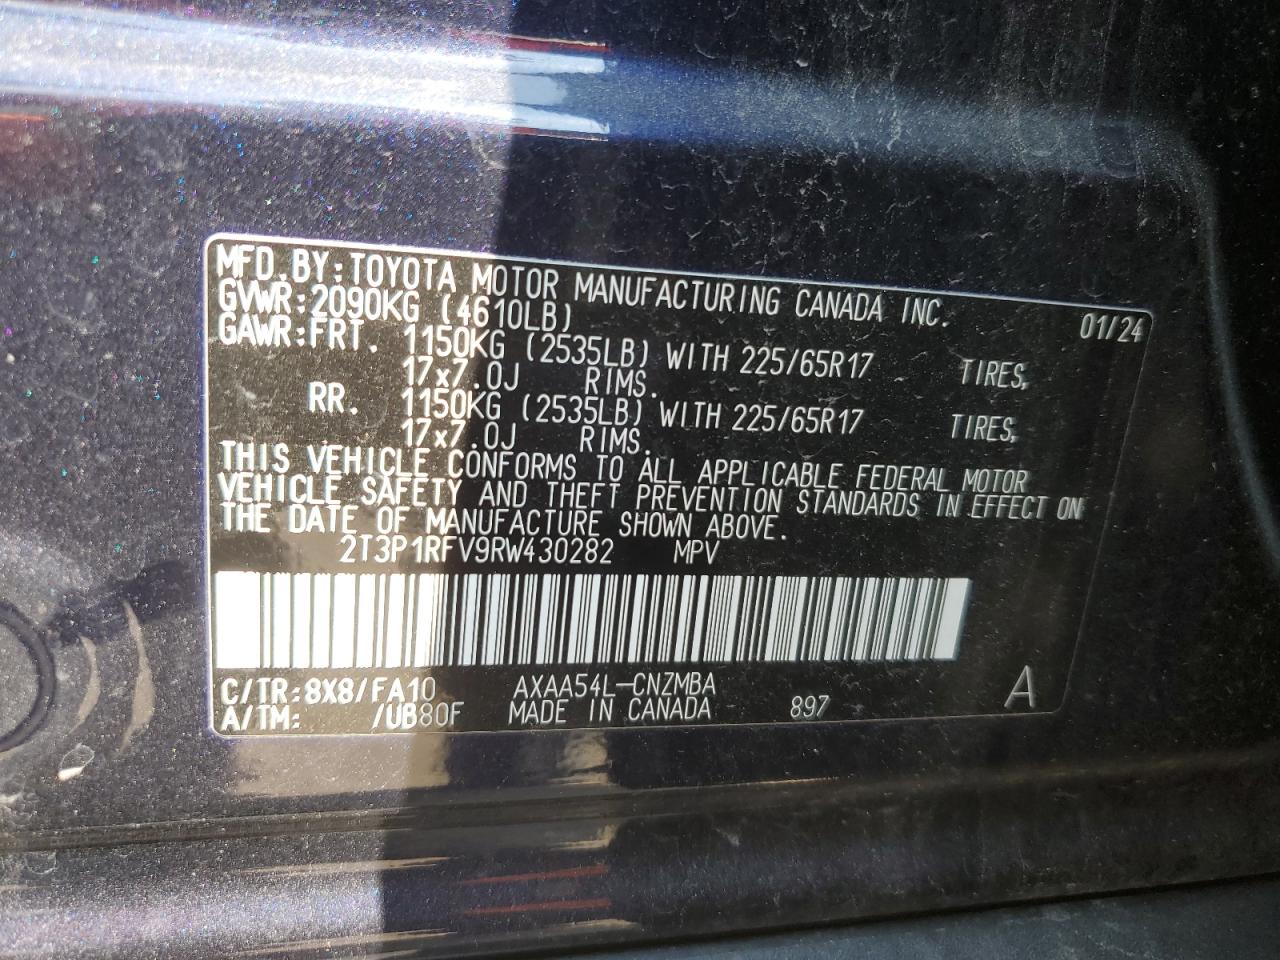 MFD.BY:TOYOTA MOTOR MANUFACTURING CANADA INC. 01/24
GVWR:2090KG (4610LB)
GAWR:FRT. 1150KG (2535LB) WITH 225/65R17 TIRES,
17x7.0J RIMS.
RR. 1150KG (2535LB) WITH 225/65R17 TIRES,
17x7.0J RIMS.
THIS VEHICLE CONFORMS TO ALL APPLICABLE FEDERAL MOTOR
VEHICLE SAFETY AND THEFT PREVENTION STANDARDS IN EFFECT ON
THE DATE OF MANUFACTURE SHOWN ABOVE.
2T3P1RFV9RW430282 MPV
C/TR:8X8/FA10 AXAA54L-CNZMBA
A/TM: /UB80F MADE IN CANADA 897 A